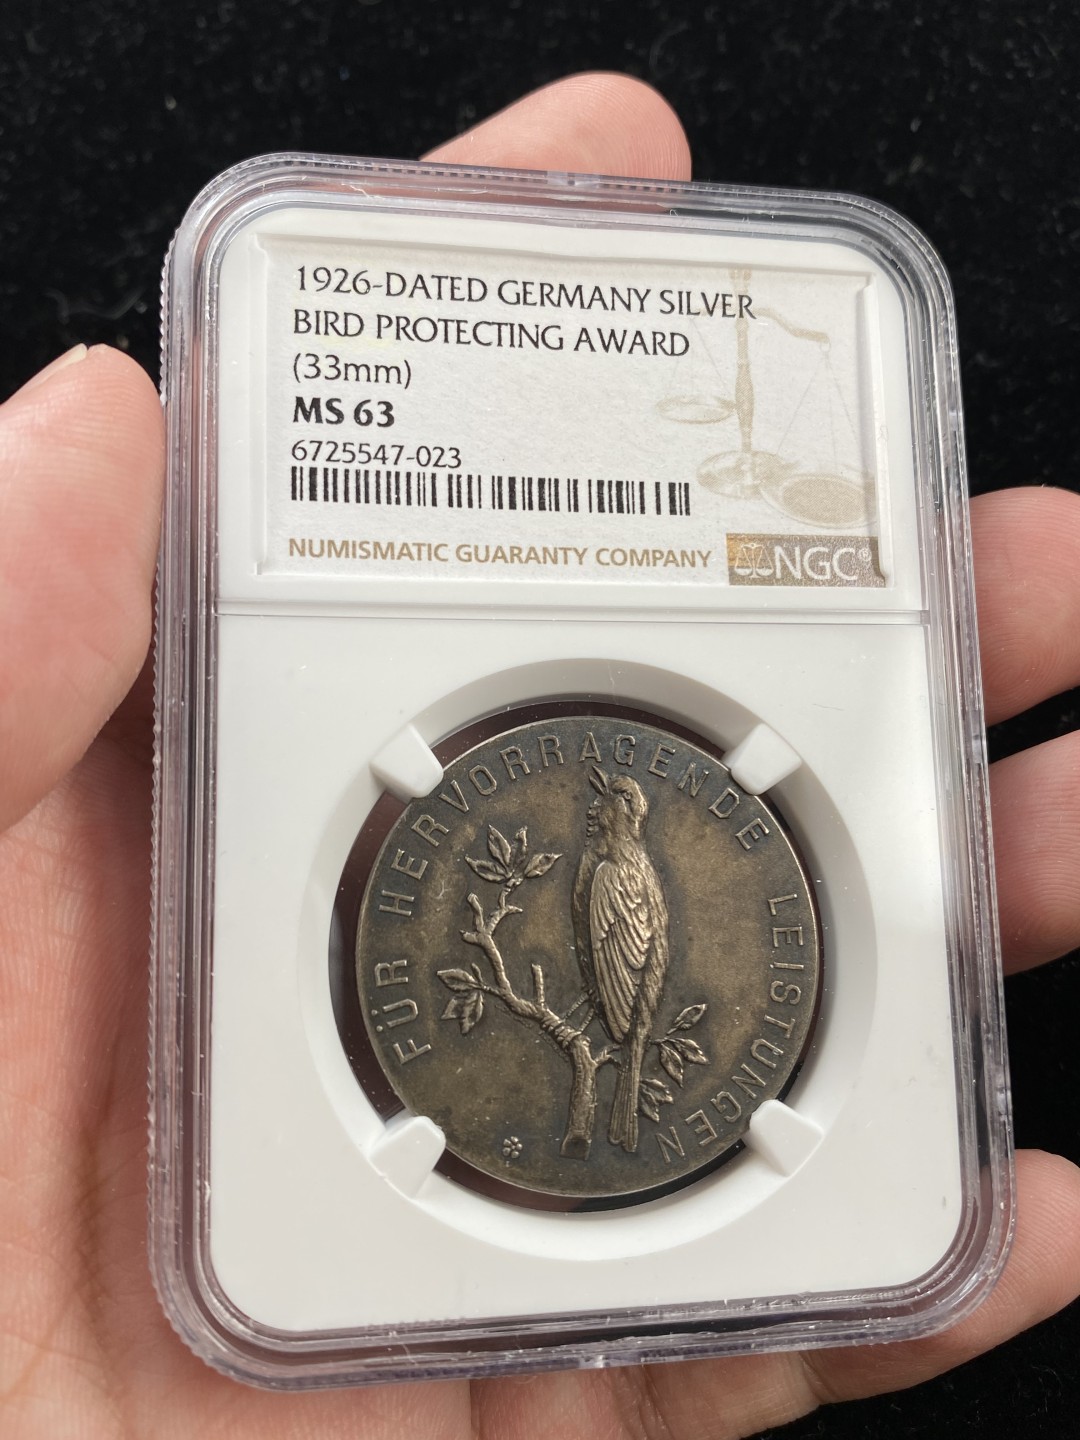 1926-DATED GERMANY SILVER
BIRD PROTECTING AWARD
(33mm)
MS 63
6725547-023
NUMISMATIC GUARANTY COMPANY
NGC®
FÜR HERVORRAGENDE LEISTUNGEN